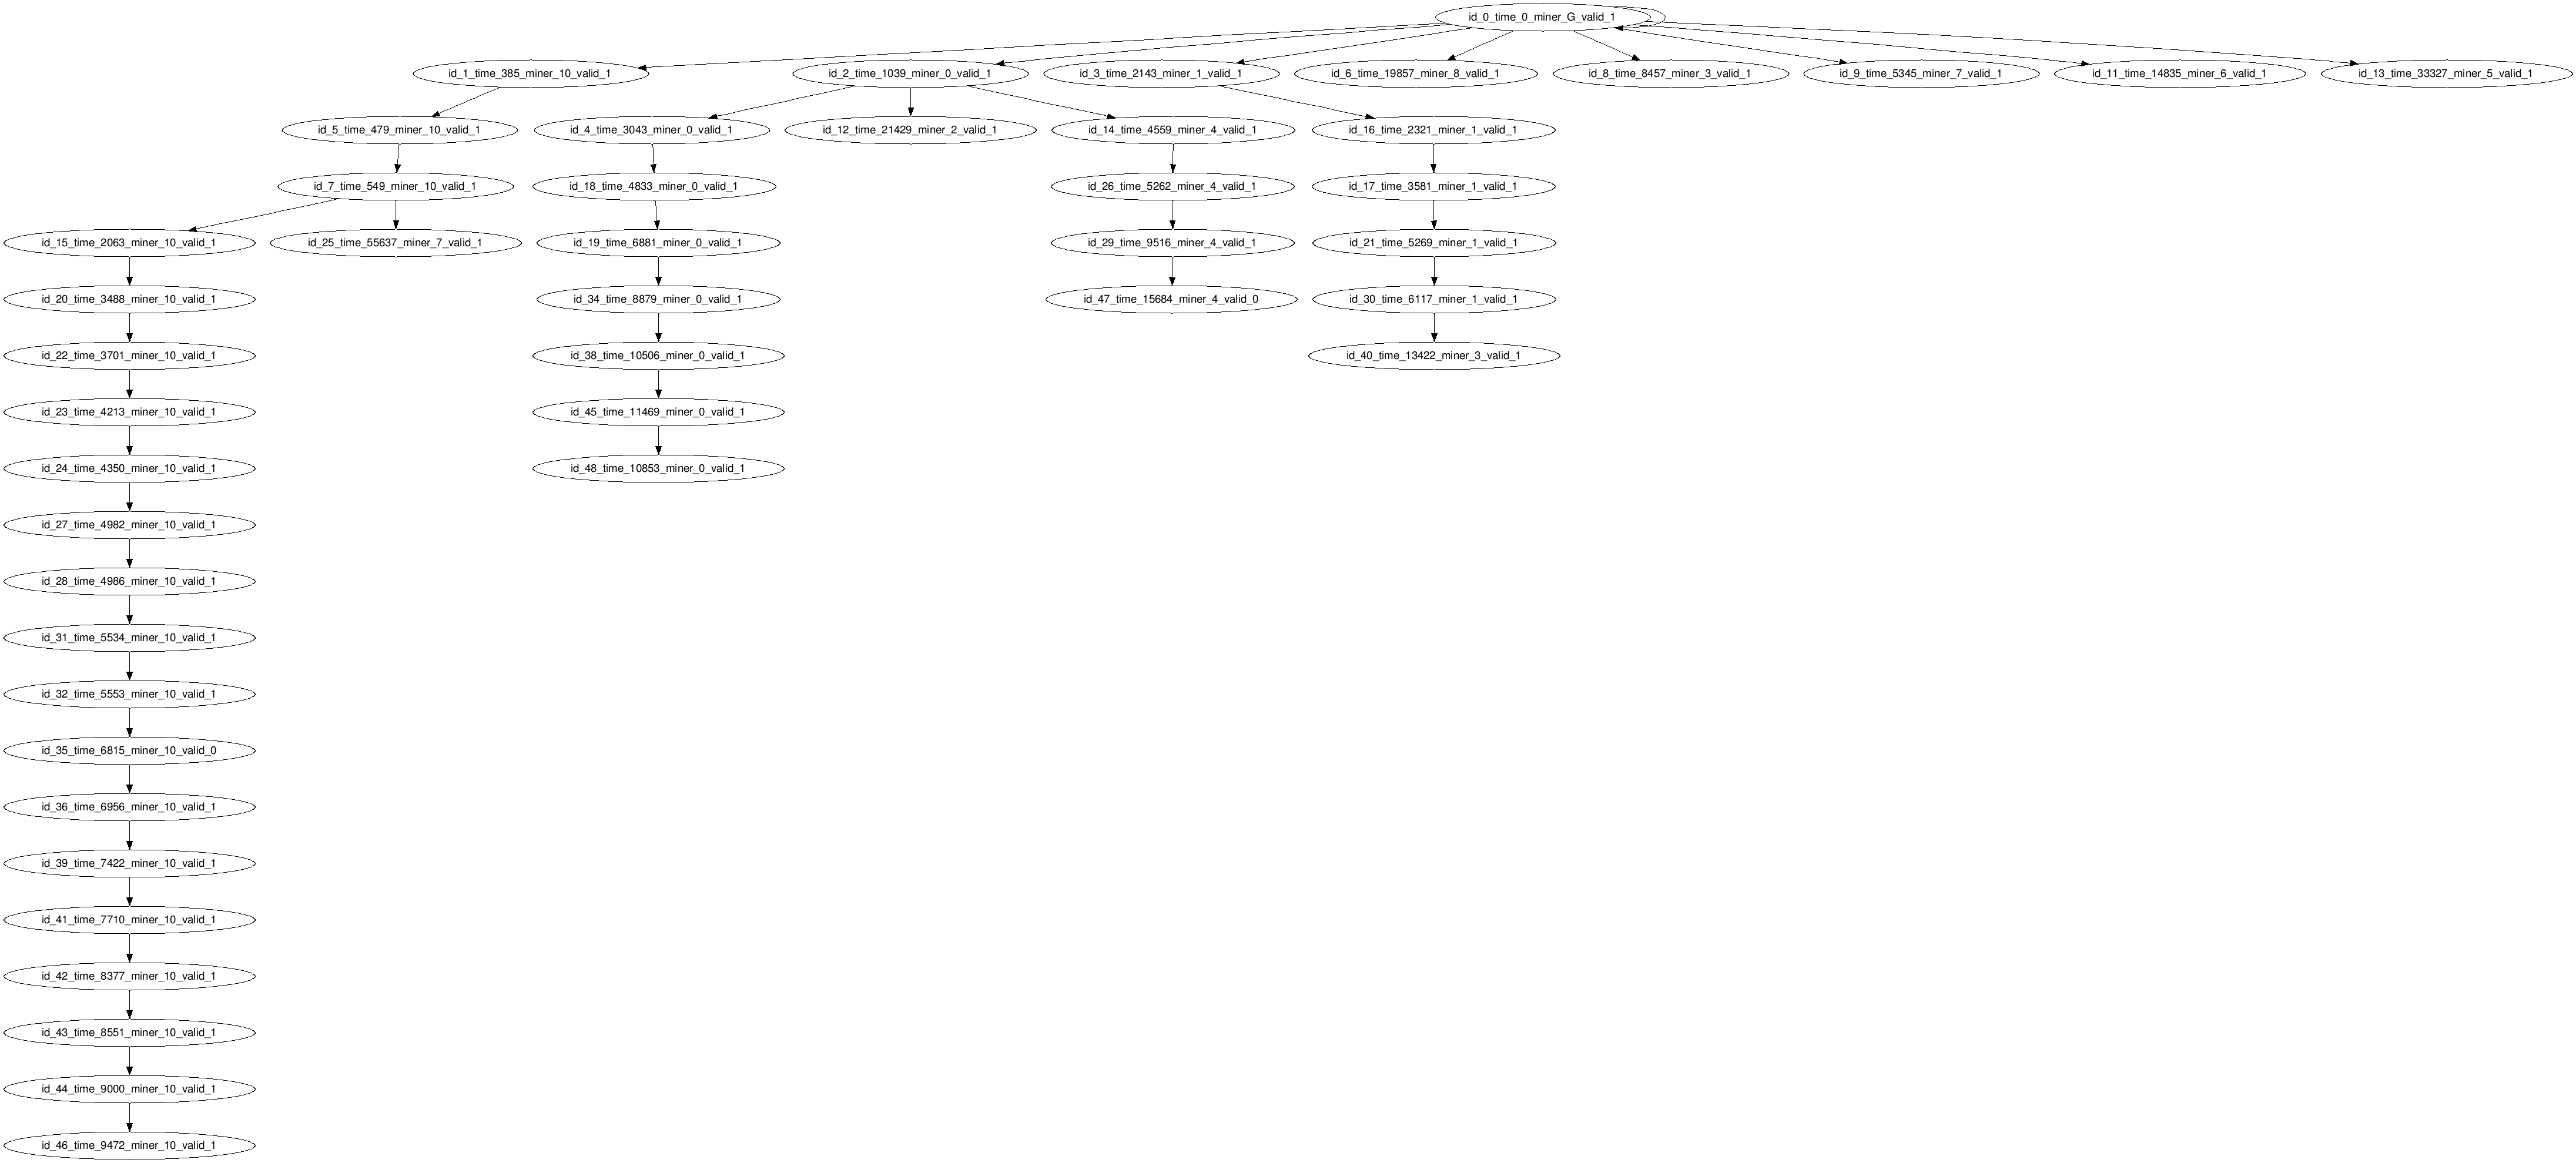 id_0_time_0_miner_G_valid_1
id_1_time_385_miner_10_valid_1
id_2_time_1039_miner_0_valid_1
id_3_time_2143_miner_1_valid_1
id_6_time_19857_miner_8_valid_1
id_8_time_8457_miner_3_valid_1
id_9_time_5345_miner_7_valid_1
id_11_time_14835_miner_6_valid_1
id_13_time_33327_miner_5_valid_1
id_5_time_479_miner_10_valid_1
id_4_time_3043_miner_0_valid_1
id_12_time_21429_miner_2_valid_1
id_14_time_4559_miner_4_valid_1
id_16_time_2321_miner_1_valid_1
id_7_time_549_miner_10_valid_1
id_18_time_4833_miner_0_valid_1
id_26_time_5262_miner_4_valid_1
id_17_time_3581_miner_1_valid_1
id_15_time_2063_miner_10_valid_1
id_25_time_55637_miner_7_valid_1
id_19_time_6881_miner_0_valid_1
id_29_time_9516_miner_4_valid_1
id_21_time_5269_miner_1_valid_1
id_20_time_3488_miner_10_valid_1
id_34_time_8879_miner_0_valid_1
id_47_time_15684_miner_4_valid_0
id_30_time_6117_miner_1_valid_1
id_22_time_3701_miner_10_valid_1
id_38_time_10506_miner_0_valid_1
id_40_time_13422_miner_3_valid_1
id_23_time_4213_miner_10_valid_1
id_45_time_11469_miner_0_valid_1
id_24_time_4350_miner_10_valid_1
id_48_time_10853_miner_0_valid_1
id_27_time_4982_miner_10_valid_1
id_28_time_4986_miner_10_valid_1
id_31_time_5534_miner_10_valid_1
id_32_time_5553_miner_10_valid_1
id_35_time_6815_miner_10_valid_0
id_36_time_6956_miner_10_valid_1
id_39_time_7422_miner_10_valid_1
id_41_time_7710_miner_10_valid_1
id_42_time_8377_miner_10_valid_1
id_43_time_8551_miner_10_valid_1
id_44_time_9000_miner_10_valid_1
id_46_time_9472_miner_10_valid_1